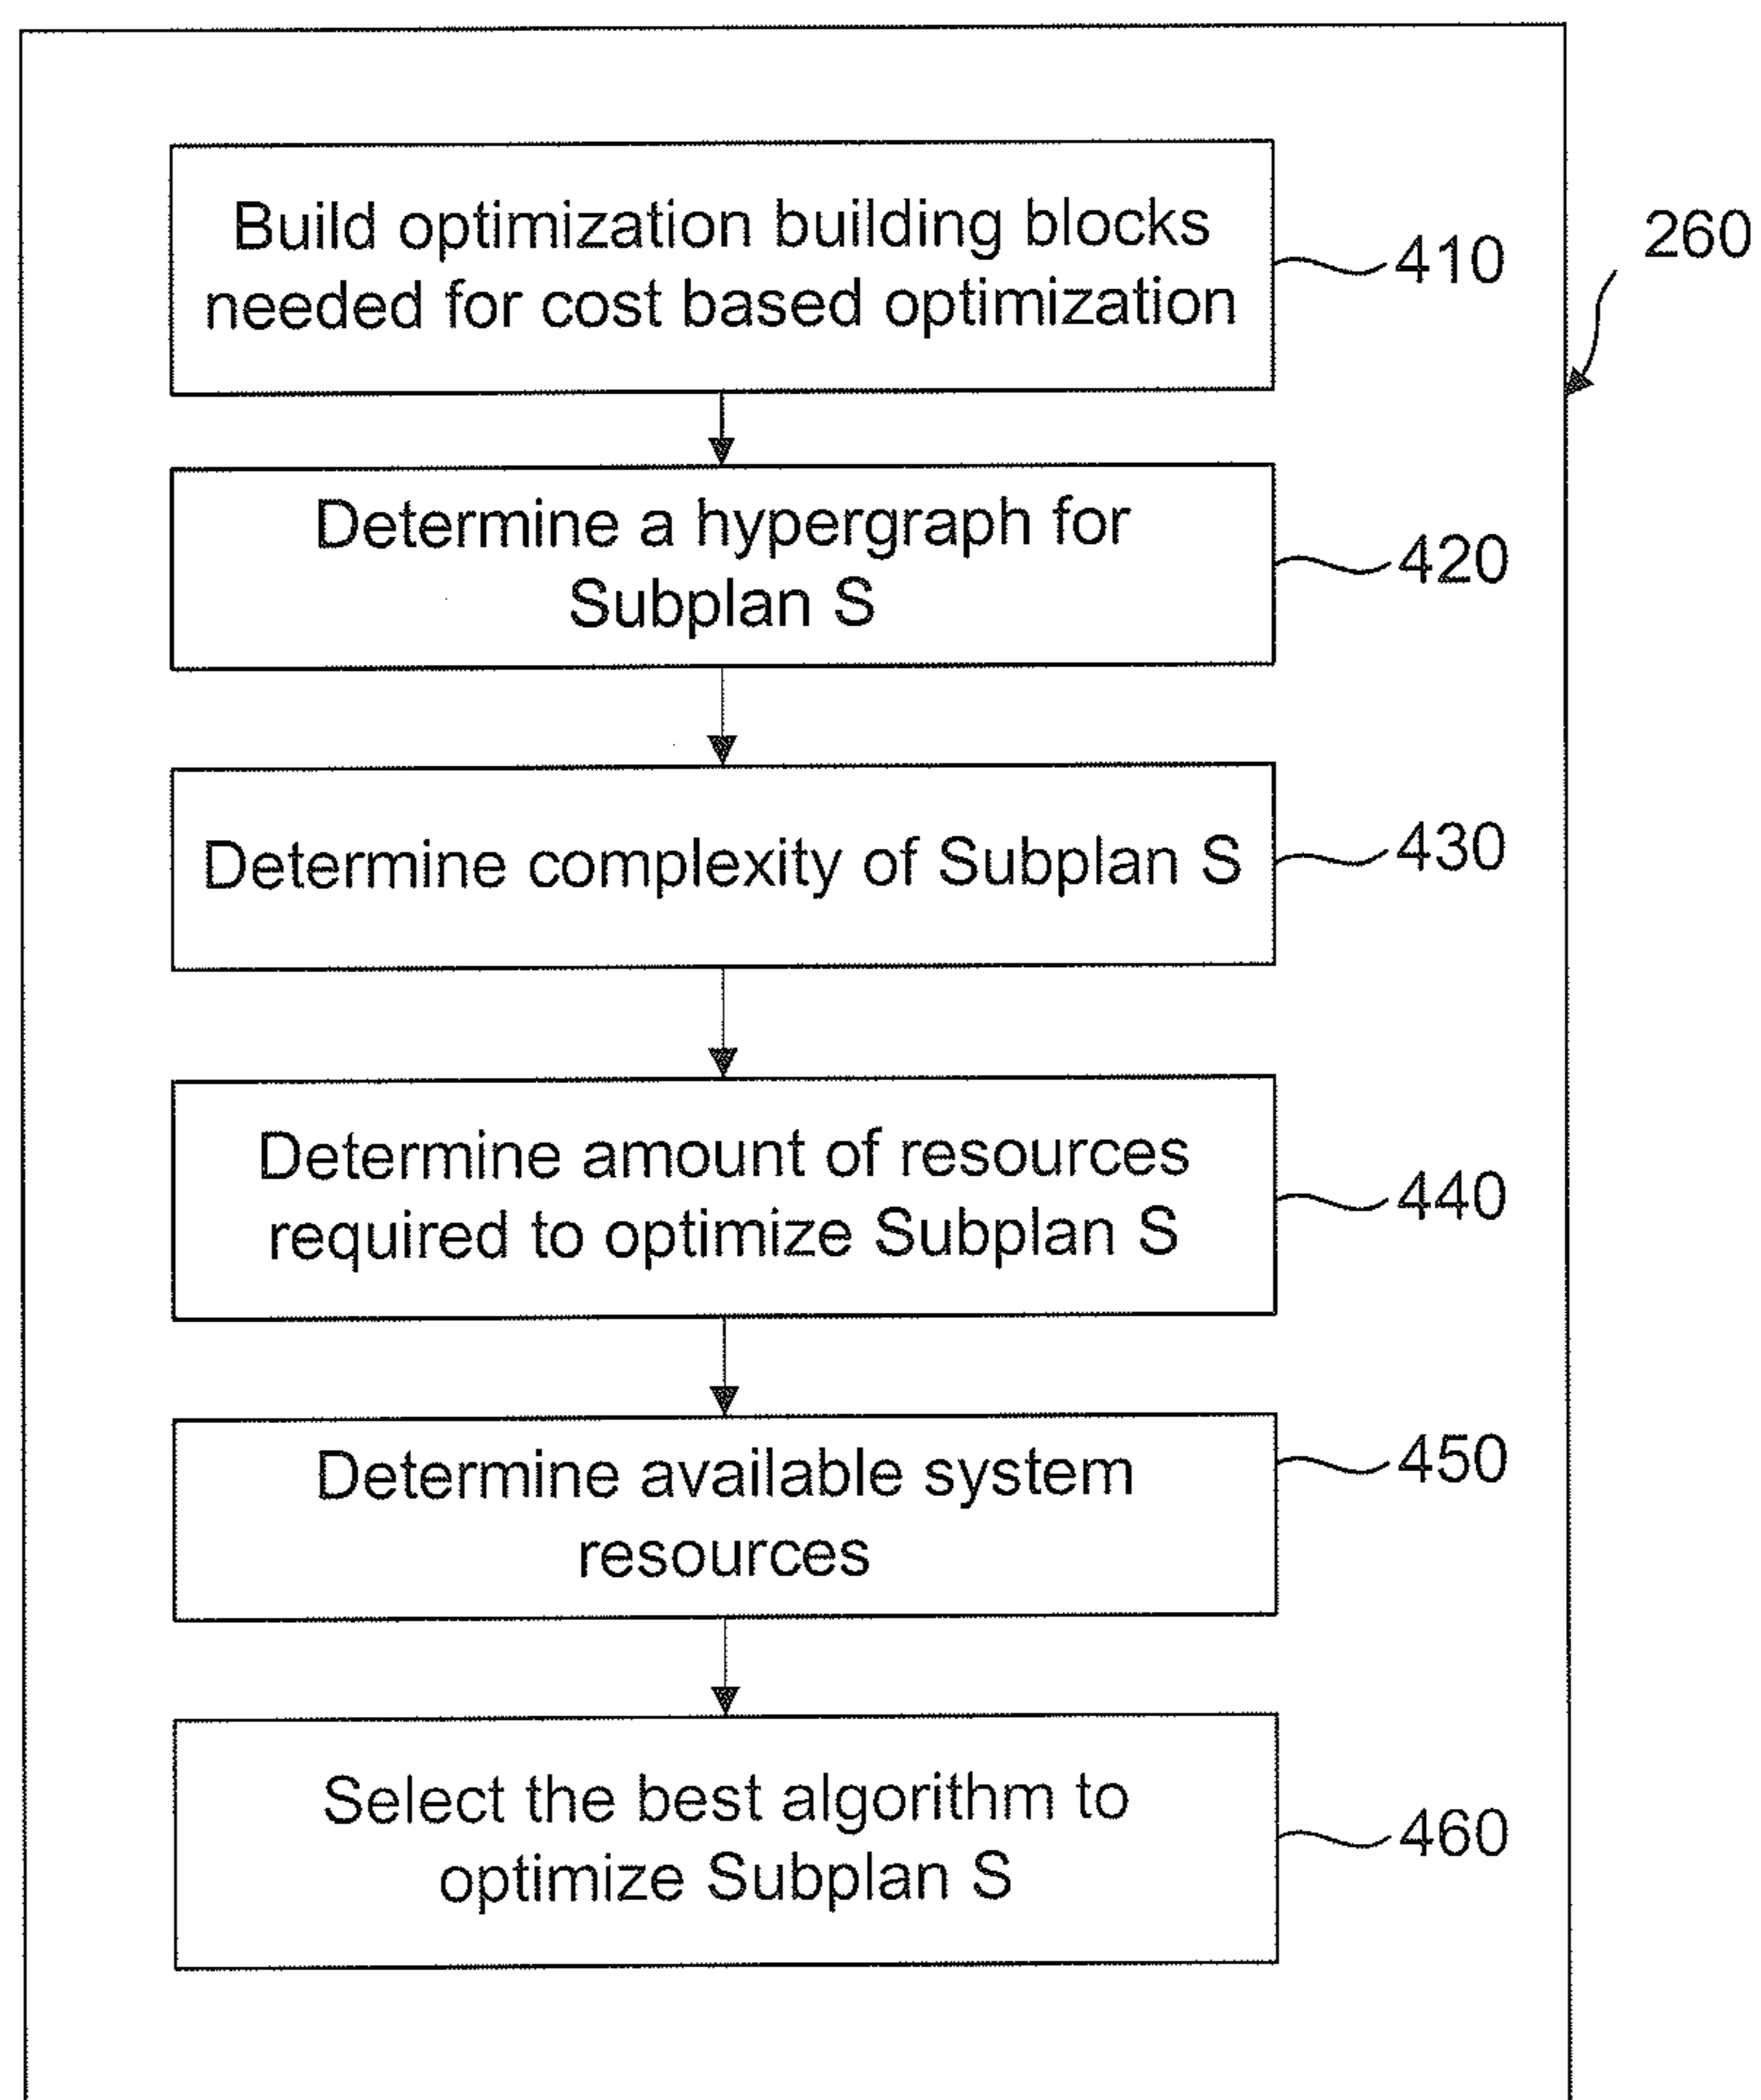 Build optimization building blocks
needed for cost based optimization
410
260
Determine a hypergraph for
Subplan S
420
Determine complexity of Subplan S
430
Determine amount of resources
required to optimize Subplan S
440
Determine available system
resources
450
Select the best algorithm to
optimize Subplan S
460